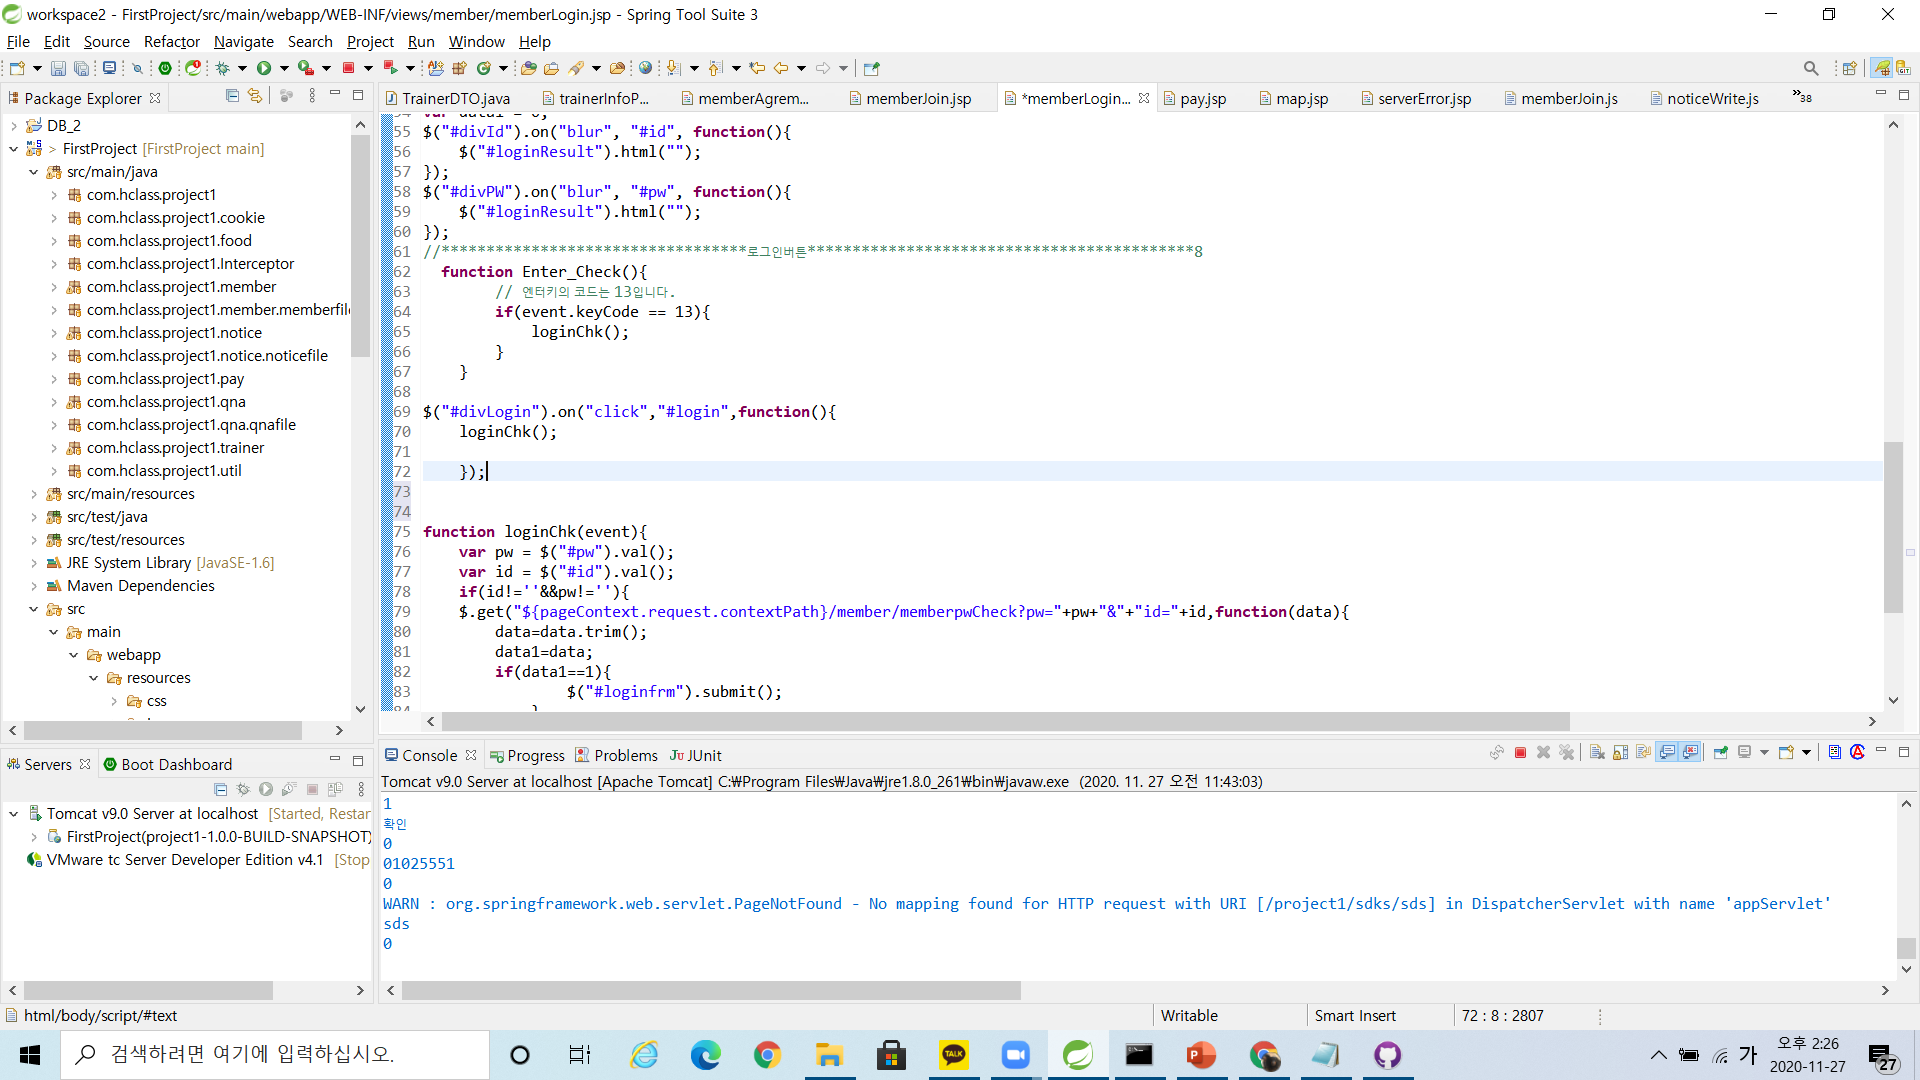 workspace2 - FirstProject/src/main/webapp/WEB-INF/views/member/memberLogin.jsp - Spring Tool Suite 3
File Edit Source Refactor Navigate Search Project Run Window Help
Package Explorer
DB_2
> FirstProject [FirstProject main]
src/main/java
com.hclass.project1
com.hclass.project1.cookie
com.hclass.project1.food
com.hclass.project1.Interceptor
com.hclass.project1.member
com.hclass.project1.member.memberfil
com.hclass.project1.notice
com.hclass.project1.notice.noticefile
com.hclass.project1.pay
com.hclass.project1.qna
com.hclass.project1.qna.qnafile
com.hclass.project1.trainer
com.hclass.project1.util
src/main/resources
src/test/java
src/test/resources
JRE System Library [JavaSE-1.6]
Maven Dependencies
src
main
webapp
resources
css
TrainerDTO.java trainerInfoP... memberAgrem... memberJoin.jsp *memberLogin... pay.jsp map.jsp serverError.jsp memberJoin.js noticeWrite.js »38
55 $("#divId").on("blur", "#id", function(){
56 $("#loginResult").html("");
57 });
58 $("#divPW").on("blur", "#pw", function(){
59 $("#loginResult").html("");
60 });
61 //**********************************로그인버튼*******************************************8
62 function Enter_Check(){
63 // 엔터키의 코드는 13입니다.
64 if(event.keyCode == 13){
65 loginChk();
66 }
67 }
68
69 $("#divLogin").on("click","#login",function(){
70 loginChk();
71
72 });
73
74
75 function loginChk(event){
76 var pw = $("#pw").val();
77 var id = $("#id").val();
78 if(id!=''&&pw!=''){
79 $.get("${pageContext.request.contextPath}/member/memberpwCheck?pw="+pw+"&"+"id="+id,function(data){
80 data=data.trim();
81 data1=data;
82 if(data1==1){
83 $("#loginfrm").submit();
Servers Boot Dashboard
Tomcat v9.0 Server at localhost [Started, Restar
FirstProject(project1-1.0.0-BUILD-SNAPSHOT)
VMware tc Server Developer Edition v4.1 [Stop
Console Progress Problems JUnit
Tomcat v9.0 Server at localhost [Apache Tomcat] C:₩Program Files₩Java₩jre1.8.0_261₩bin₩javaw.exe (2020. 11. 27 오전 11:43:03)
1
확인
0
01025551
0
WARN : org.springframework.web.servlet.PageNotFound - No mapping found for HTTP request with URI [/project1/sdks/sds] in DispatcherServlet with name 'appServlet'
sds
0
html/body/script/#text Writable Smart Insert 72 : 8 : 2807
검색하려면 여기에 입력하십시오.
TALK
가
오후 2:26
2020-11-27
27